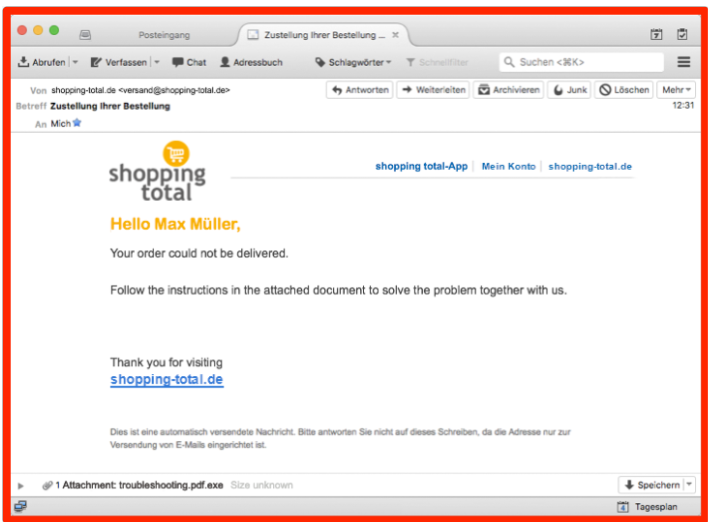 Posteingang
Zustellung Ihrer Bestellung ... ×
7
Abrufen
Verfassen
Chat
Adressbuch
Schlagwörter
Schnellfilter
Suchen <⌘K>
Von shopping-total.de <versand@shopping-total.de>
Antworten
Weiterleiten
Archivieren
Junk
Löschen
Mehr
Betreff Zustellung Ihrer Bestellung
12:31
An Mich
shopping
total
shopping total-App
Mein Konto
shopping-total.de
Hello Max Müller,
Your order could not be delivered.
Follow the instructions in the attached document to solve the problem together with us.
Thank you for visiting
shopping-total.de
Dies ist eine automatisch versendete Nachricht. Bitte antworten Sie nicht auf dieses Schreiben, da die Adresse nur zur
Versendung von E-Mails eingerichtet ist.
1 Attachment: troubleshooting.pdf.exe Size unknown
Speichern
4
Tagesplan